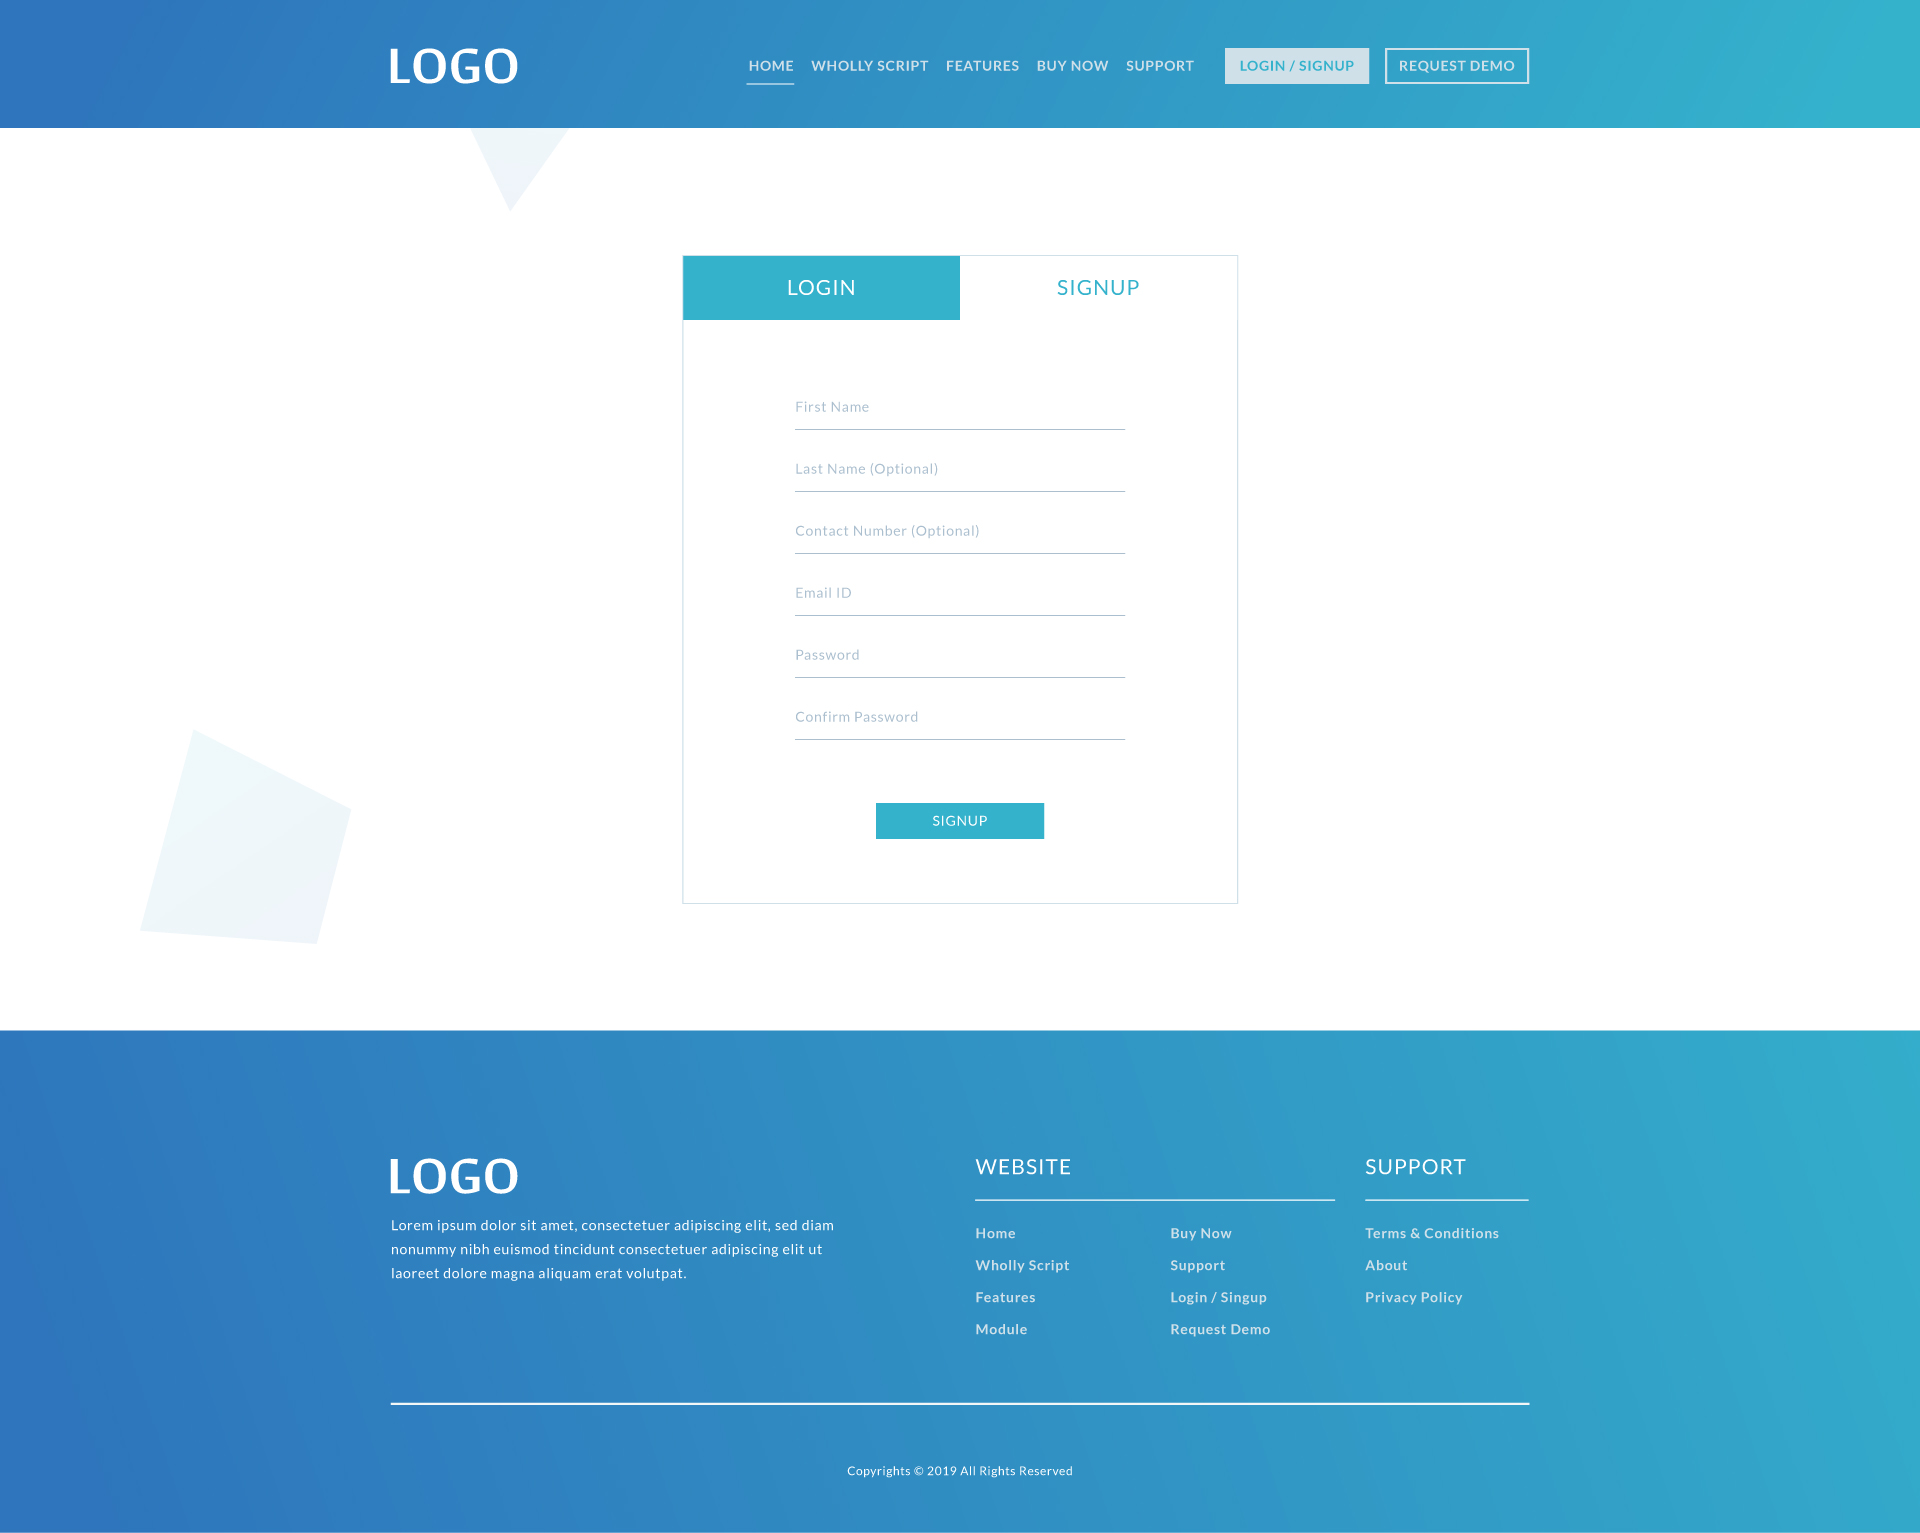 LOGO
HOME WHOLLY SCRIPT FEATURES BUY NOW SUPPORT LOGIN / SIGNUP REQUEST DEMO
LOGIN SIGNUP
First Name
Last Name (Optional)
Contact Number (Optional)
Email ID
Password
Confirm Password
SIGNUP
LOGO
Lorem ipsum dolor sit amet, consectetuer adipiscing elit, sed diam
nonummy nibh euismod tincidunt consectetuer adipiscing elit ut
laoreet dolore magna aliquam erat volutpat.
WEBSITE
Home
Wholly Script
Features
Module
Buy Now
Support
Login / Singup
Request Demo
SUPPORT
Terms & Conditions
About
Privacy Policy
Copyrights © 2019 All Rights Reserved